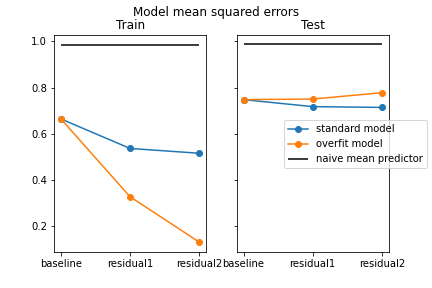 Model mean squared errors
Train
Test
1.0
0.8
0.6
0.4
0.2
standard model
overfit model
naive mean predictor
baseline residual1 residual2
baseline residual1 residual2